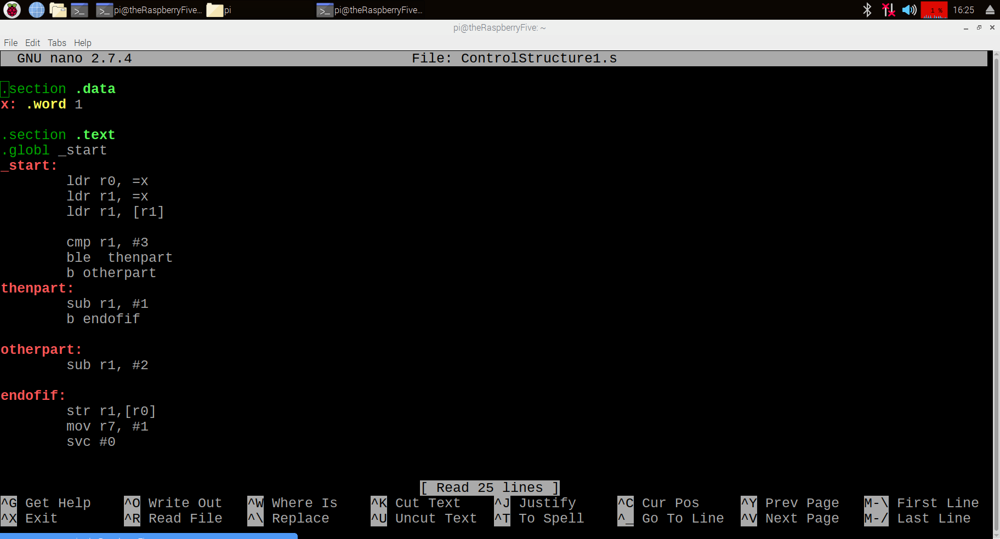 pi@theRaspberryFive... pi pi@theRaspberryFive... 1 % 16:25
pi@theRaspberryFive: ~
File Edit Tabs Help
GNU nano 2.7.4 File: ControlStructure1.s
.section .data
x: .word 1
.section .text
.globl _start
_start:
ldr r0, =x
ldr r1, =x
ldr r1, [r1]
cmp r1, #3
ble  thenpart
b otherpart
thenpart:
sub r1, #1
b endofif
otherpart:
sub r1, #2
endofif:
str r1,[r0]
mov r7, #1
svc #0
[ Read 25 lines ]
^G Get Help ^O Write Out ^W Where Is ^K Cut Text ^J Justify ^C Cur Pos ^Y Prev Page M-\ First Line
^X Exit ^R Read File ^\ Replace ^U Uncut Text ^T To Spell ^_ Go To Line ^V Next Page M-/ Last Line